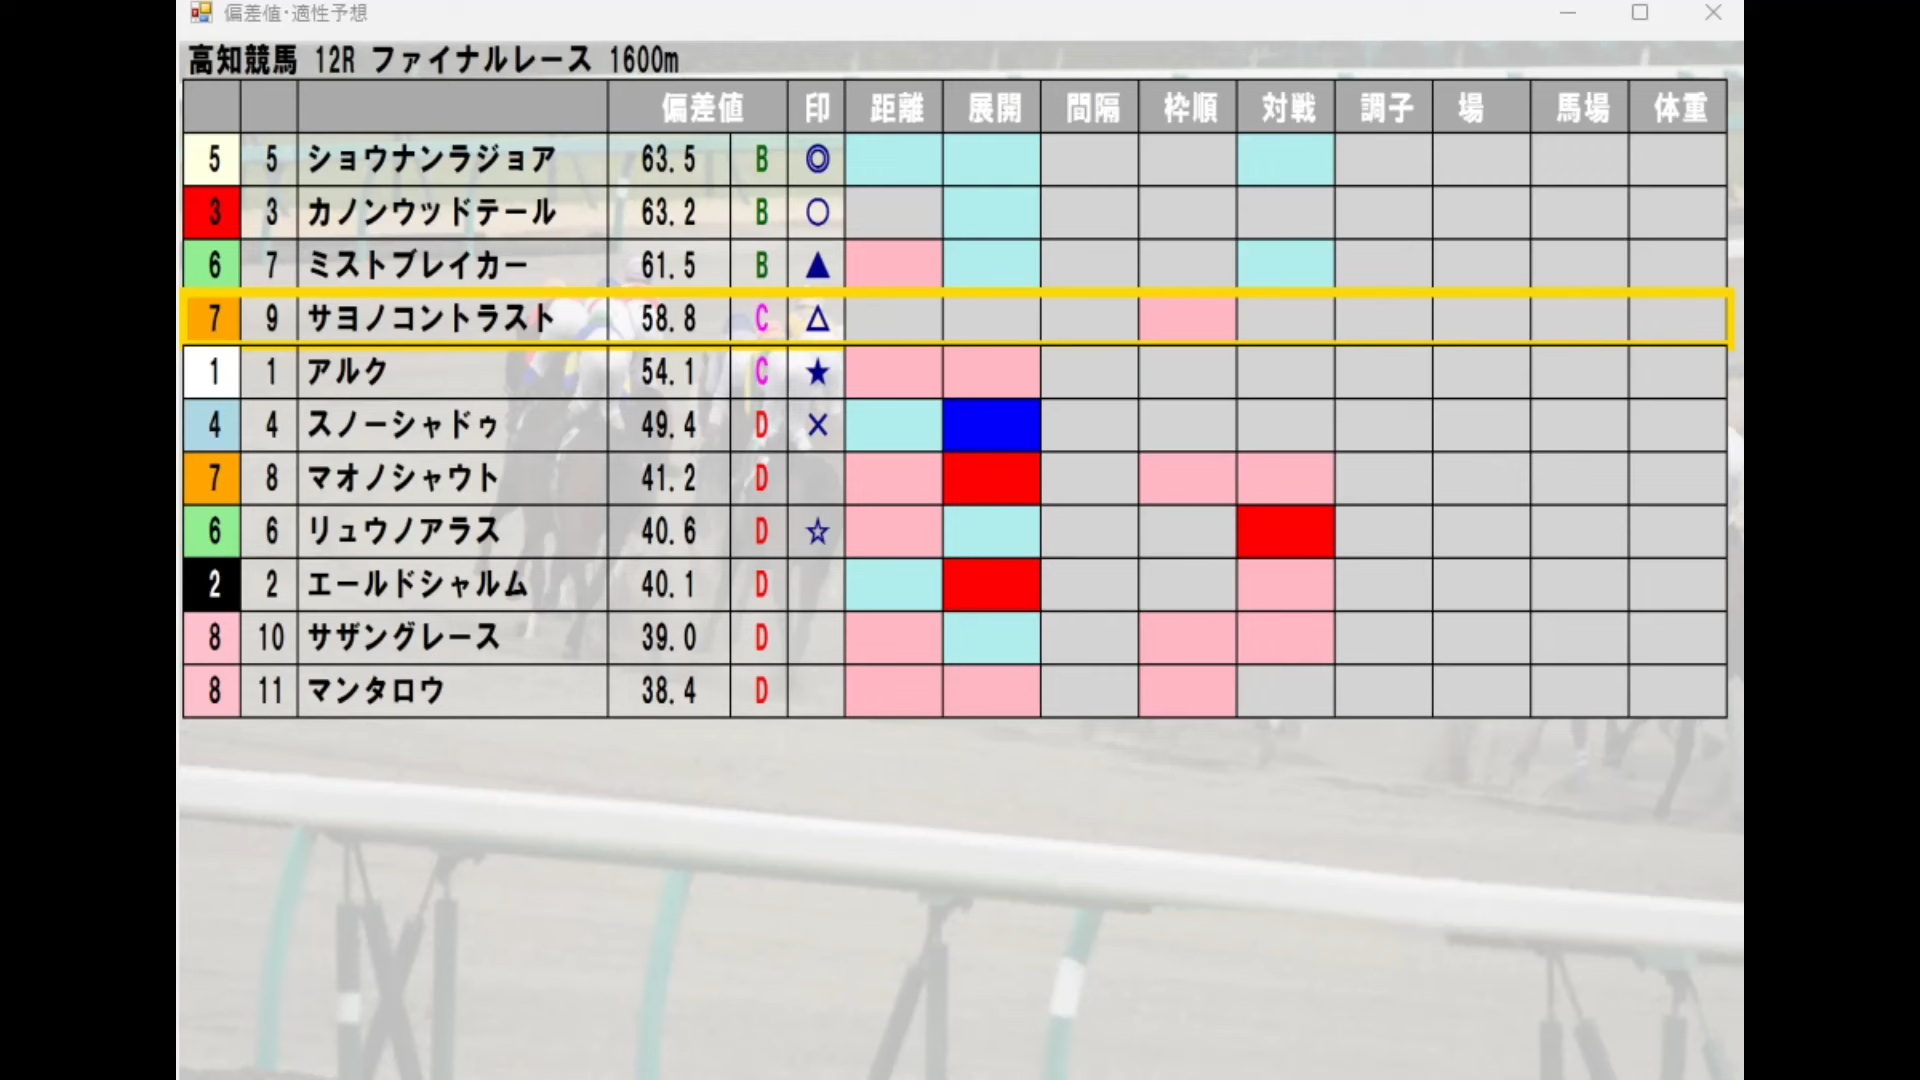 偏差値・適性予想
高知競馬 12R ファイナルレース 1600m
偏差値 印 距離 展開 間隔 枠順 対戦 調子 場 馬場 体重
5 5 ショウナンラジョア 63.5 B ◎
3 3 カノンウッドテール 63.2 B ○
6 7 ミストブレイカー 61.5 B ▲
7 9 サヨノコントラスト 58.8 C △
1 1 アルク 54.1 C ★
4 4 スノーシャドゥ 49.4 D ×
7 8 マオノシャウト 41.2 D
6 6 リュウノアラス 40.6 D ☆
2 2 エールドシャルム 40.1 D
8 10 サザングレース 39.0 D
8 11 マンタロウ 38.4 D